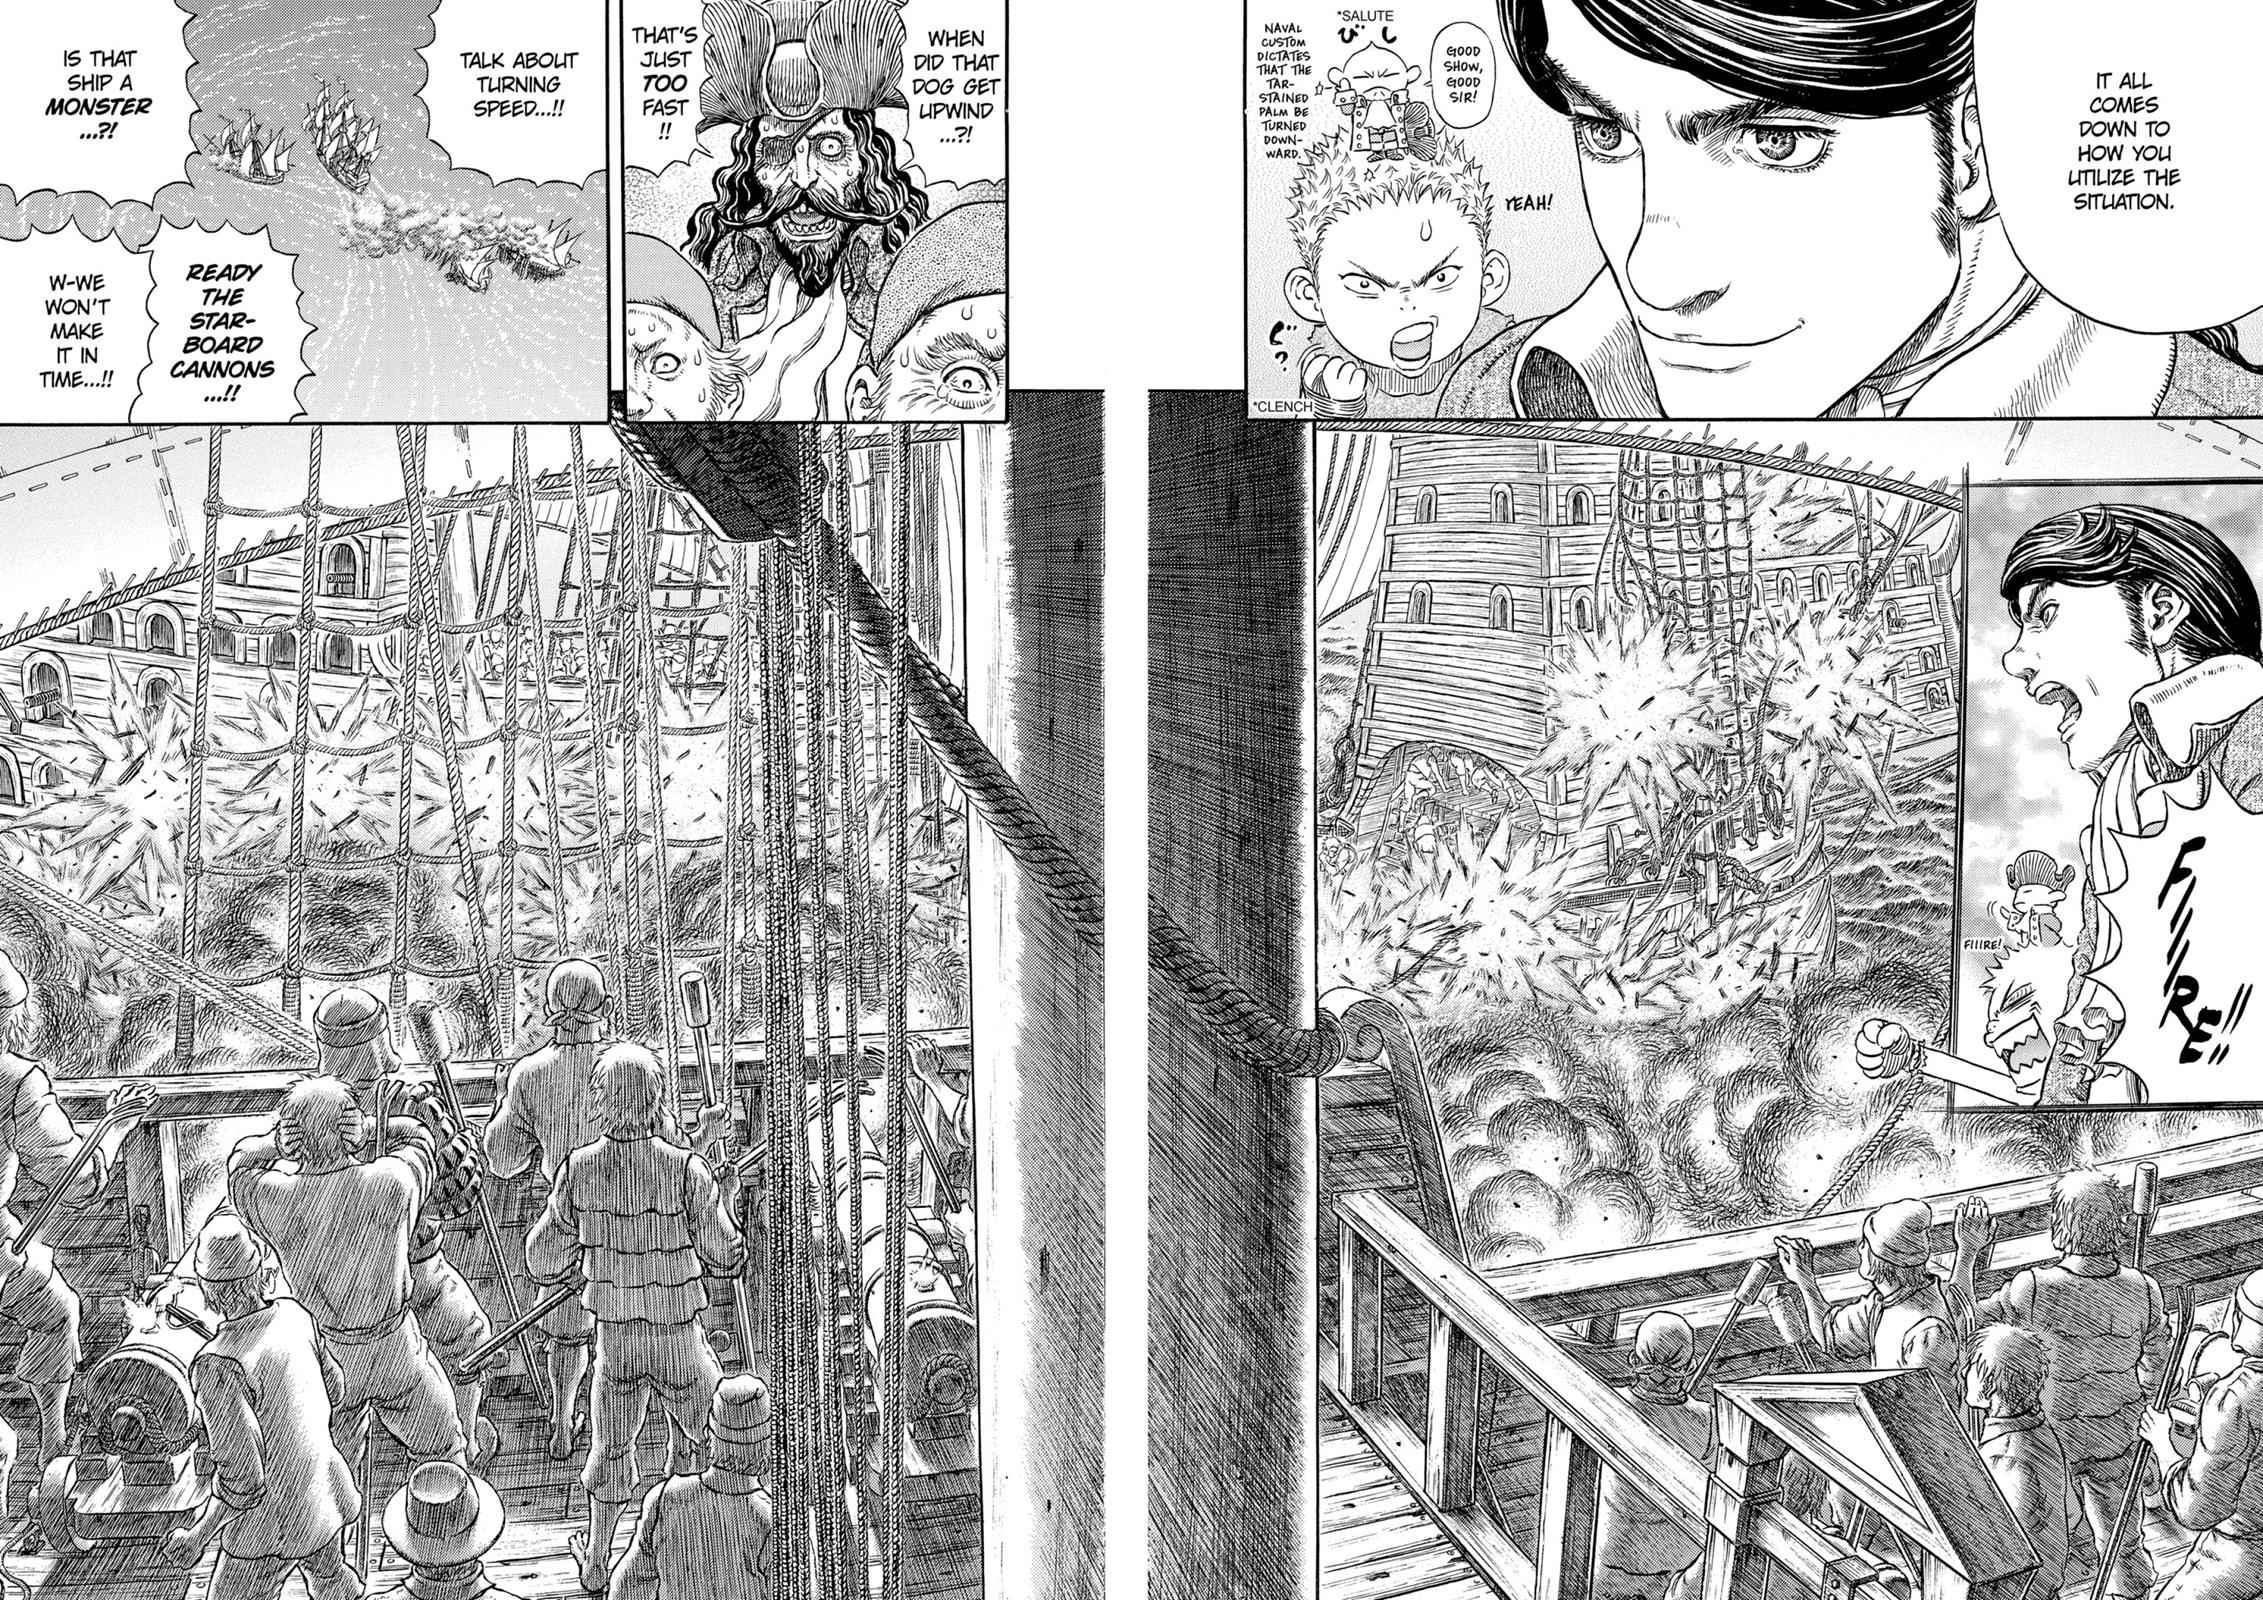 IT ALL
COMES
DOWN TO
HOW YOU
UTILIZE THE
SITUATION.
GOOD
SHOW,
GOOD
SIR!
*SALUTE
びし
NAVAL
CUSTOM
DICTATES
THAT THE
TAR-
STAINED
PALM BE
TURNED
DOWN-
WARD.
YEAH!
ぐっ
*CLENCH
FIIIRE!!
FIIIRE!
WHEN
DID THAT
DOG GET
UPWIND
...?!
THAT'S
JUST
TOO
FAST
!!
TALK ABOUT
TURNING
SPEED...!!
IS THAT
SHIP A
MONSTER
...?!
READY
THE
STAR-
BOARD
CANNONS
...!!
W-WE
WON'T
MAKE
IT IN
TIME...!!